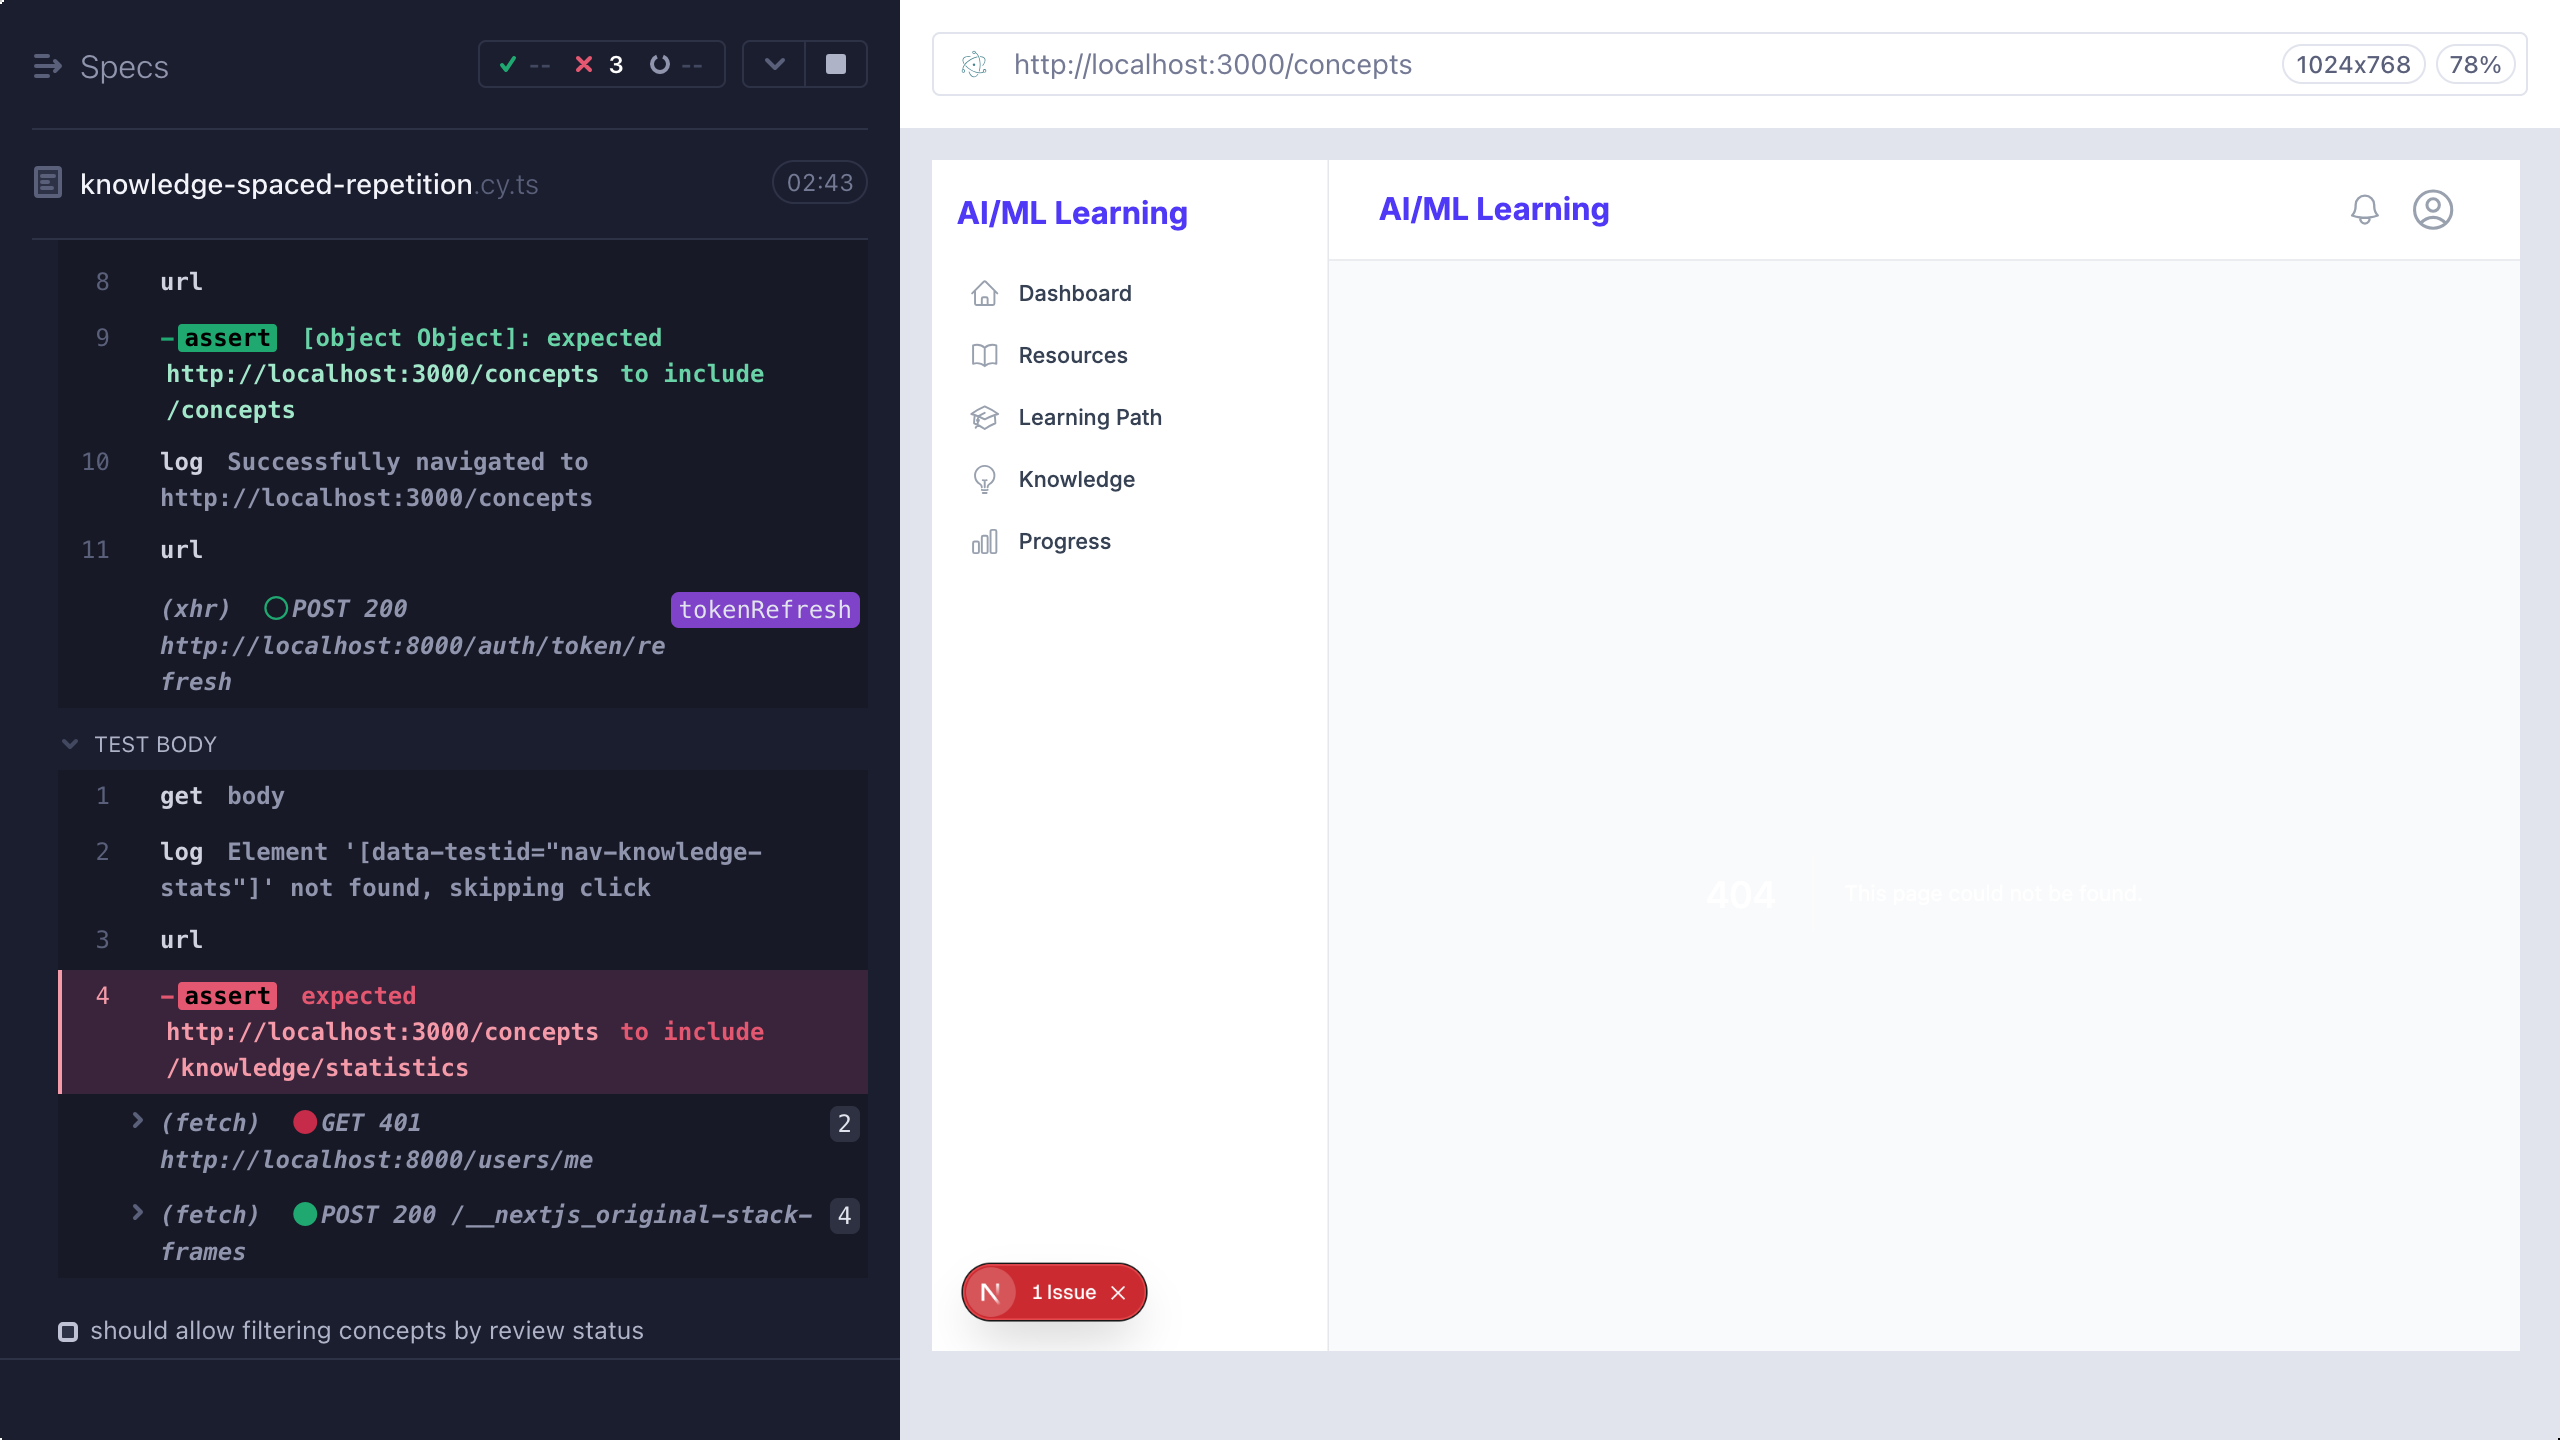 Specs
-- 3 --
knowledge-spaced-repetition.cy.ts
02:43
8 url
9 -assert [object Object]: expected
http://localhost:3000/concepts to include
/concepts
10 log Successfully navigated to
http://localhost:3000/concepts
11 url
(xhr) POST 200 tokenRefresh
http://localhost:8000/auth/token/re
fresh
TEST BODY
1 get body
2 log Element '[data-testid="nav-knowledge-
stats"]' not found, skipping click
3 url
4 -assert expected
http://localhost:3000/concepts to include
/knowledge/statistics
(fetch) GET 401 2
http://localhost:8000/users/me
(fetch) POST 200 /__nextjs_original-stack- 4
frames
should allow filtering concepts by review status
http://localhost:3000/concepts
1024x768
78%
AI/ML Learning
Dashboard
Resources
Learning Path
Knowledge
Progress
AI/ML Learning
404 This page could not be found.
N 1 Issue